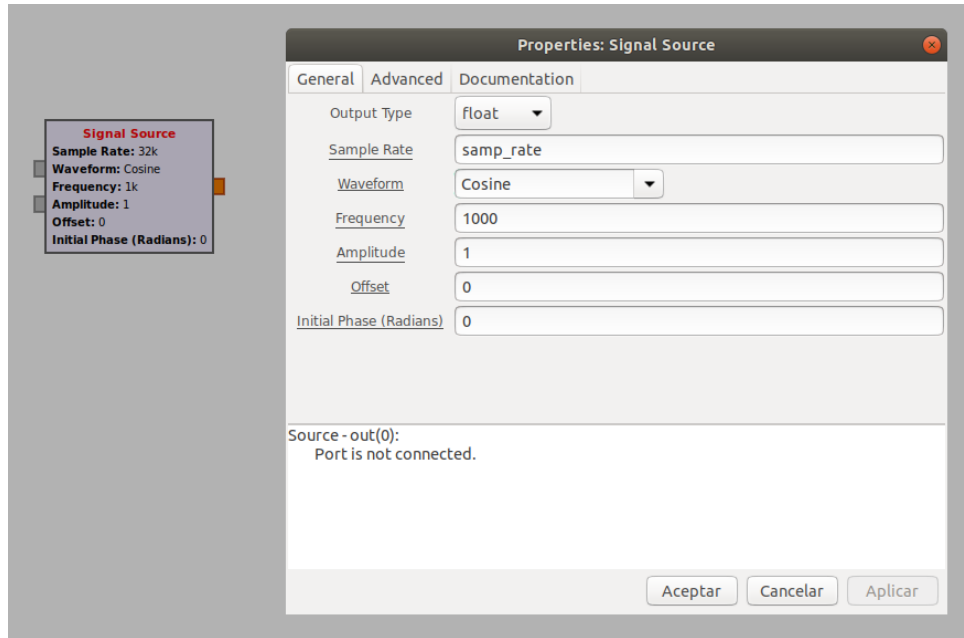 Signal Source
Sample Rate: 32k
Waveform: Cosine
Frequency: 1k
Amplitude: 1
Offset: 0
Initial Phase (Radians): 0
Properties: Signal Source
General Advanced Documentation
Output Type float
Sample Rate samp_rate
Waveform Cosine
Frequency 1000
Amplitude 1
Offset 0
Initial Phase (Radians) 0
Source - out(0):
Port is not connected.
Aceptar Cancelar Aplicar